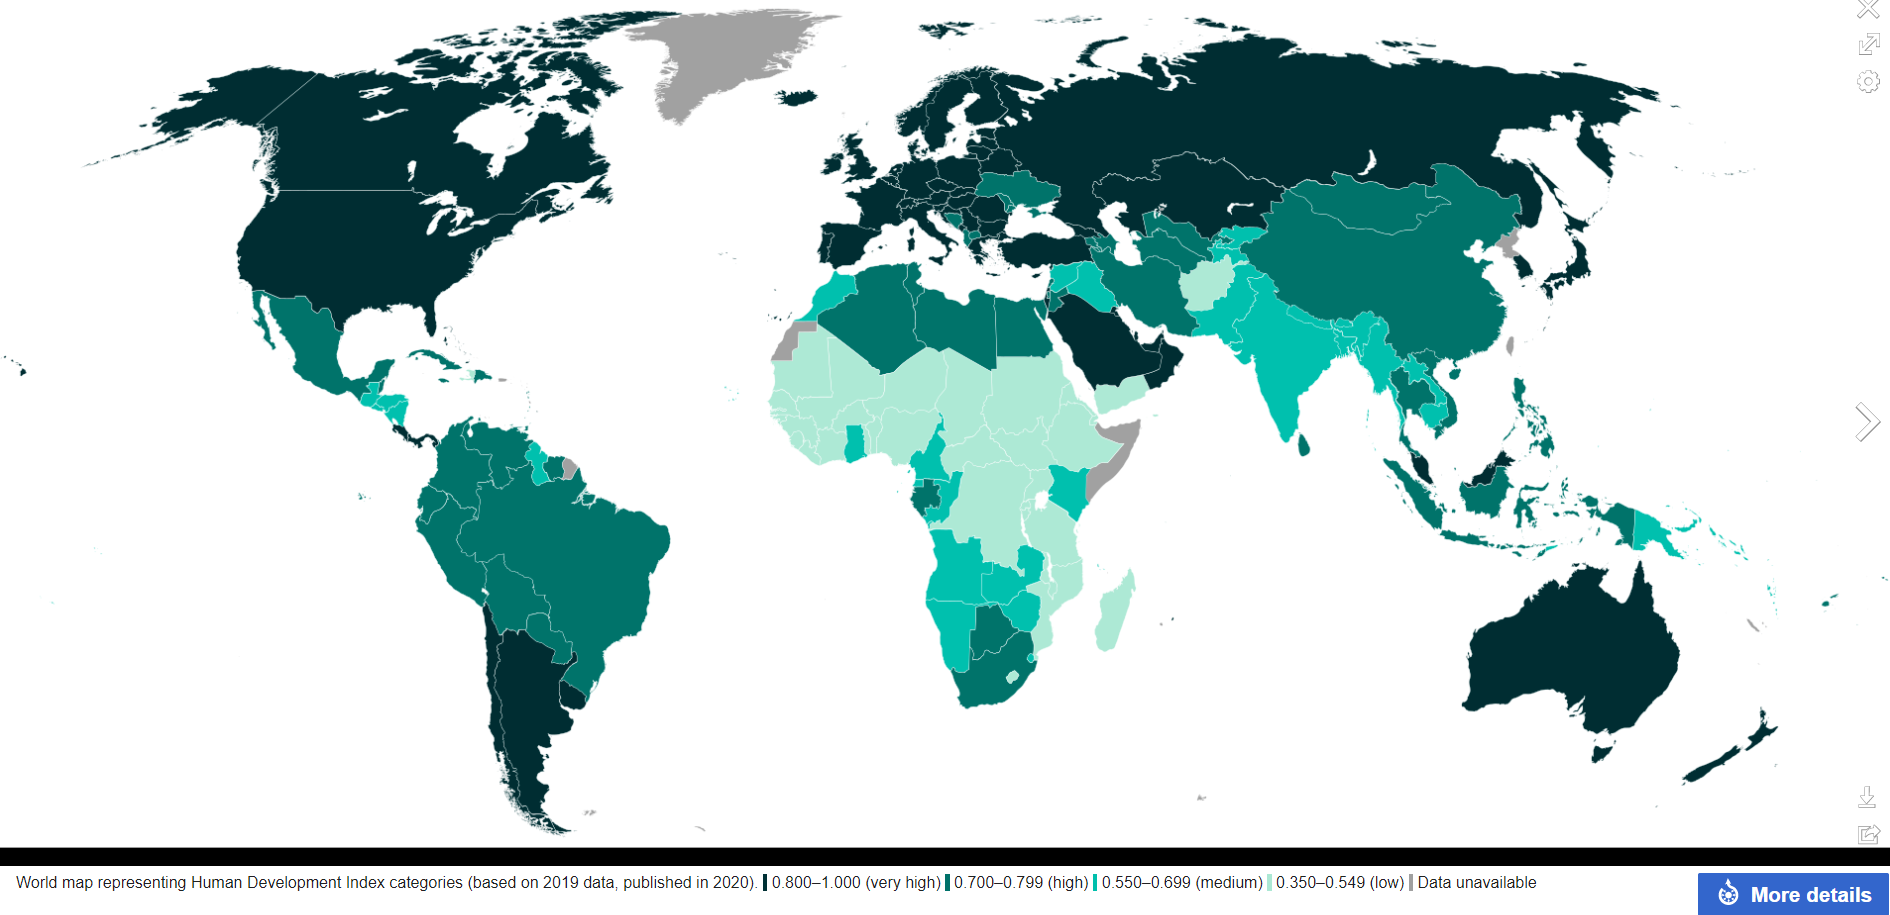 World map representing Human Development Index categories (based on 2019 data, published in 2020). 0.800–1.000 (very high) 0.700–0.799 (high) 0.550–0.699 (medium) 0.350–0.549 (low) Data unavailable
More details